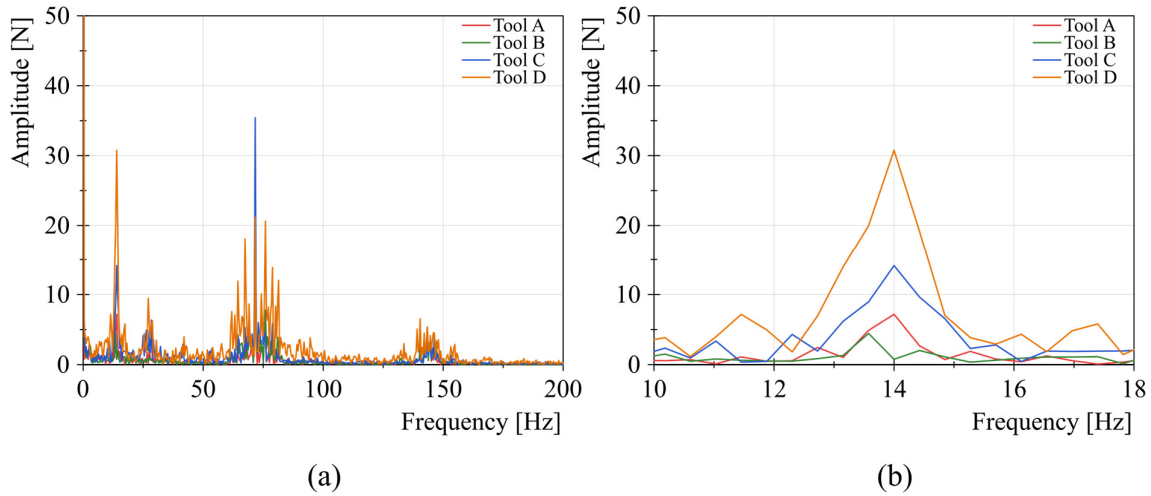 50
40
30
20
10
0
Amplitude [N]
Tool A
Tool B
Tool C
Tool D
0 50 100 150 200
Frequency [Hz]
(a)
50
40
30
20
10
0
Amplitude [N]
Tool A
Tool B
Tool C
Tool D
10 12 14 16 18
Frequency [Hz]
(b)